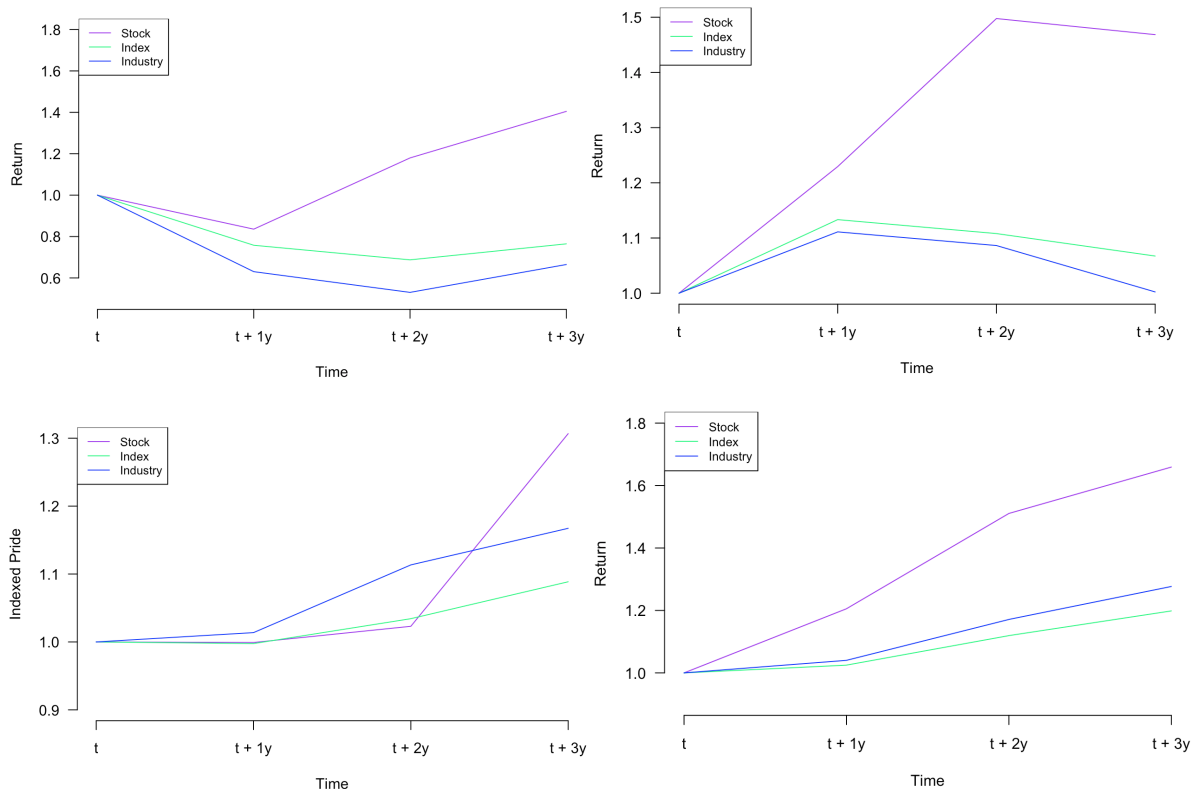 1.8
1.6
1.4
1.2
1.0
0.8
0.6
Return
Stock
Index
Industry
t
t + 1y
t + 2y
t + 3y
Time
1.5
1.4
1.3
1.2
1.1
1.0
Return
Stock
Index
Industry
t
t + 1y
t + 2y
t + 3y
Time
1.3
1.2
1.1
1.0
0.9
Indexed Pride
Stock
Index
Industry
t
t + 1y
t + 2y
t + 3y
Time
1.8
1.6
1.4
1.2
1.0
Return
Stock
Index
Industry
t
t + 1y
t + 2y
t + 3y
Time